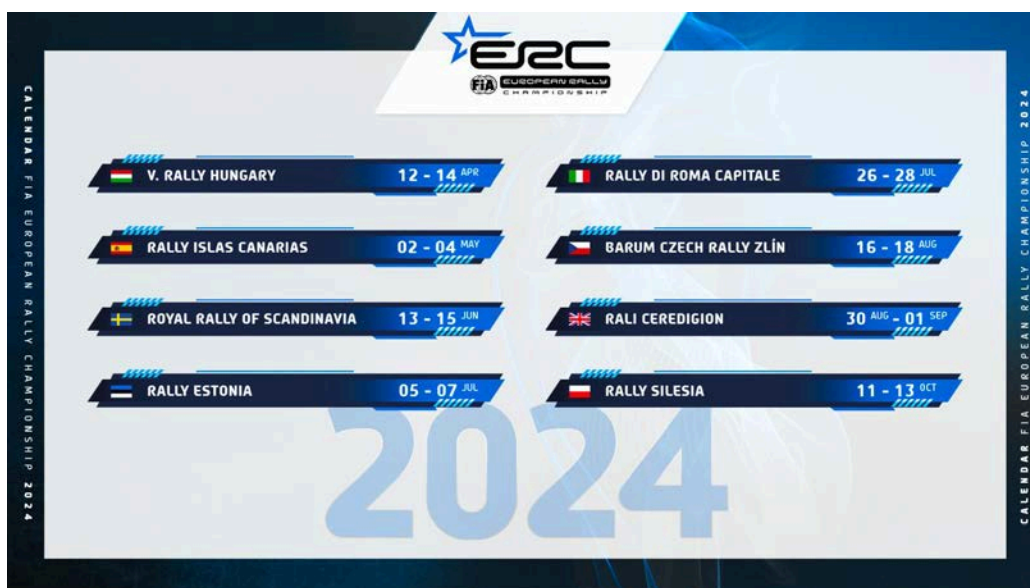 ERC
FIA EUROPEAN RALLY
CHAMPIONSHIP
CALENDAR FIA EUROPEAN RALLY CHAMPIONSHIP 2024
V. RALLY HUNGARY 12 - 14 APR
RALLY ISLAS CANARIAS 02 - 04 MAY
ROYAL RALLY OF SCANDINAVIA 13 - 15 JUN
RALLY ESTONIA 05 - 07 JUL
RALLY DI ROMA CAPITALE 26 - 28 JUL
BARUM CZECH RALLY ZLÍN 16 - 18 AUG
RALI CEREDIGION 30 AUG - 01 SEP
RALLY SILESIA 11 - 13 OCT
2024
CALENDAR FIA EUROPEAN RALLY CHAMPIONSHIP 2024